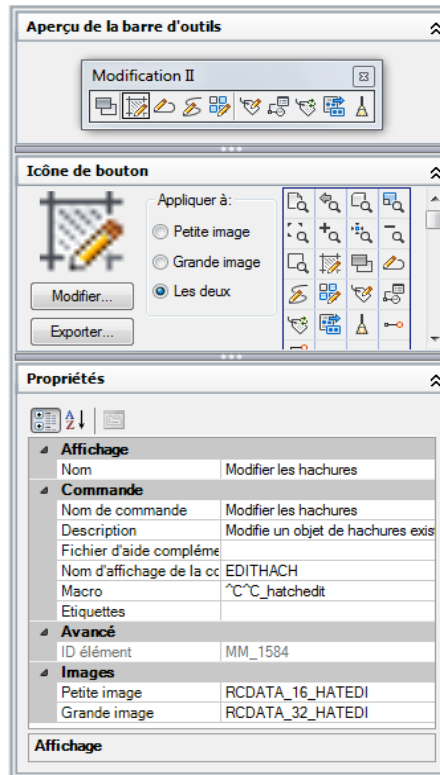 Aperçu de la barre d'outils
Modification II
Icône de bouton
Appliquer à:
Petite image
Grande image
Les deux
Modifier...
Exporter...
Propriétés
Affichage
Nom Modifier les hachures
Commande
Nom de commande Modifier les hachures
Description Modifie un objet de hachures exis
Fichier d'aide compléme
Nom d'affichage de la cc EDITHACH
Macro ^C^C_hatchedit
Etiquettes
Avancé
ID élément MM_1584
Images
Petite image RCDATA_16_HATEDI
Grande image RCDATA_32_HATEDI
Affichage